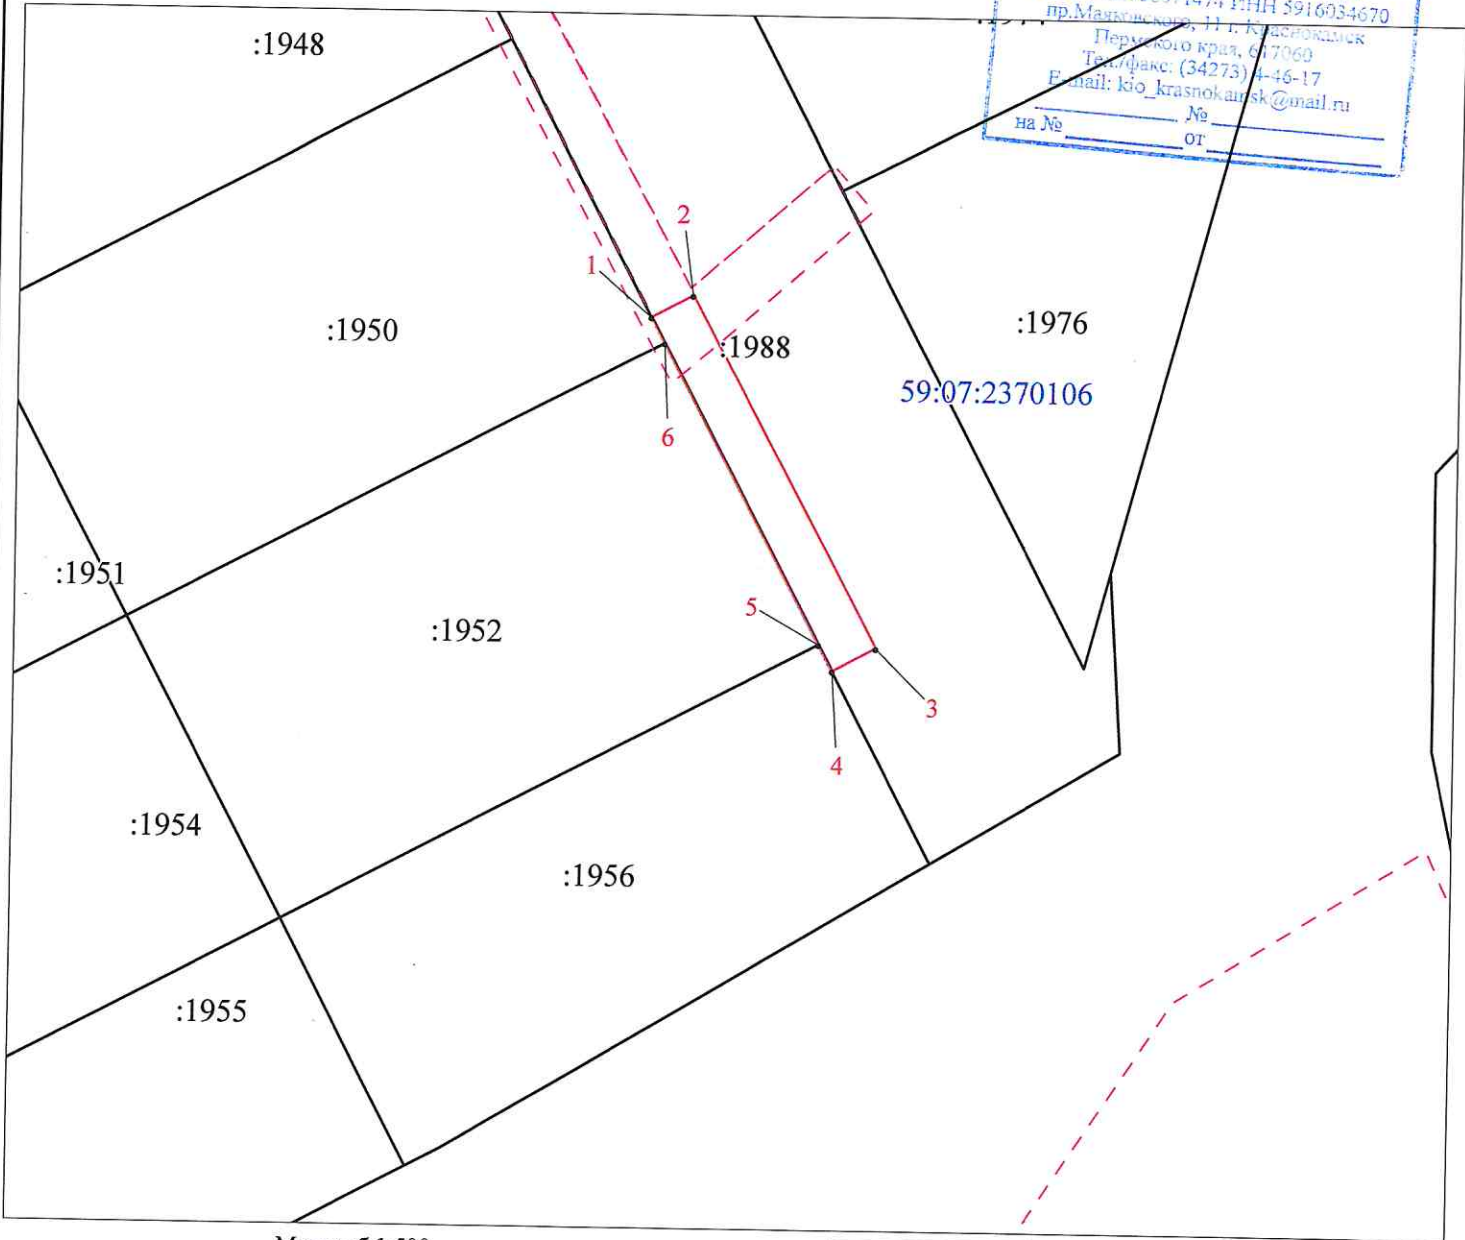 :1948
ИНН 5916034670
пр.Маяковского, 11 г. Краснокамск
Пермского края, 617060
Тел./факс: (34273) 4-46-17
E-mail: kio_krasnokamsk@mail.ru
№
на № от
2
1
:1950
:1988
:1976
59:07:2370106
6
:1951
5
:1952
3
4
:1954
:1956
:1955